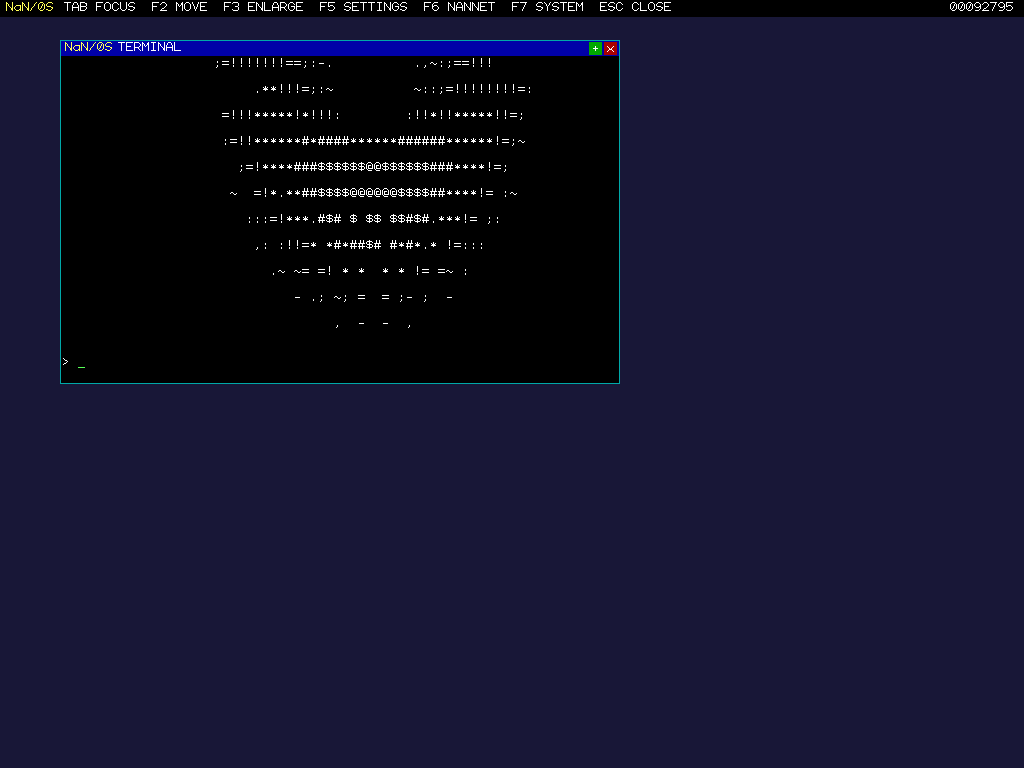 NaN/0S TAB FOCUS  F2 MOVE  F3 ENLARGE  F5 SETTINGS  F6 NANNET  F7 SYSTEM  ESC CLOSE 00092795
NaN/0S TERMINAL + ×
;=!!!!!!!==;:-.          .,~:;==!!!
.**!!!=;:~          ~::;=!!!!!!!!=:
=!!!*****!*!!!:        :!!*!!*****!!=;
:=!!******#*####******######******!=;~
;=!****###$$$$$$@@$$$$$$###****!=;
~  =!*.**##$$$$@@@@@@$$$$##****!= :~
:::=!***.#$# $ $$ $$#$#.***!= ;:
,: :!!=* *#*##$# #*#*.* !=:::
.~ ~= =! * *  * * != =~ :
- .; ~; =  = ;- ;  -
,  -  -  ,
> _